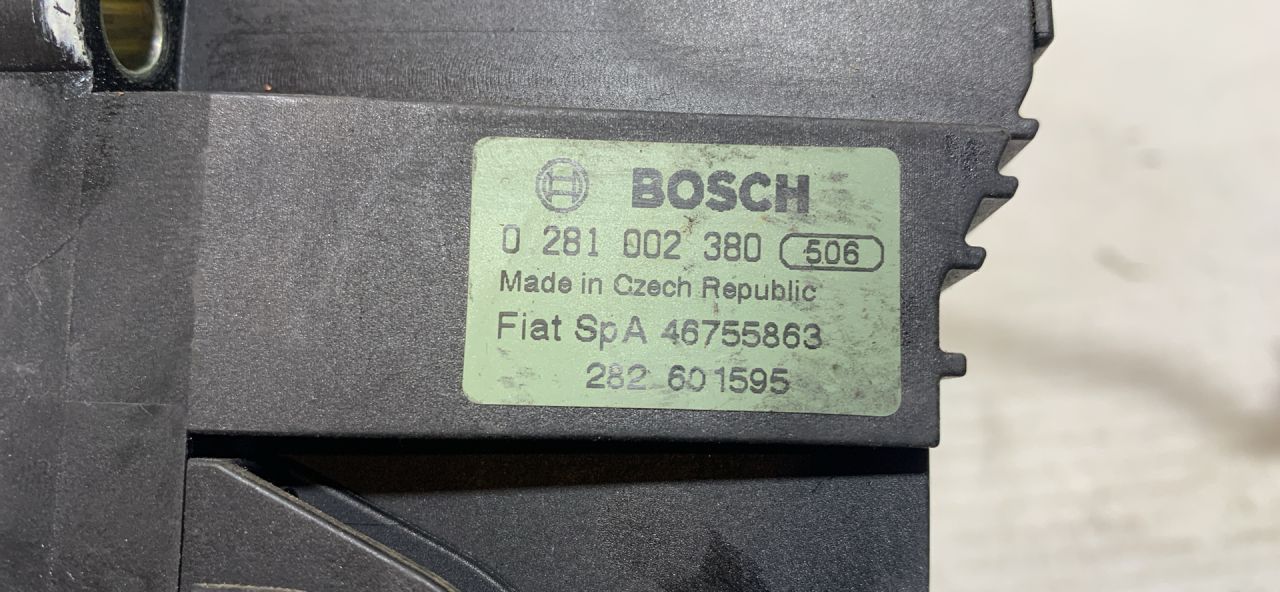 BOSCH
0 281 002 380 506
Made in Czech Republic
Fiat SpA 46755863
282 601595